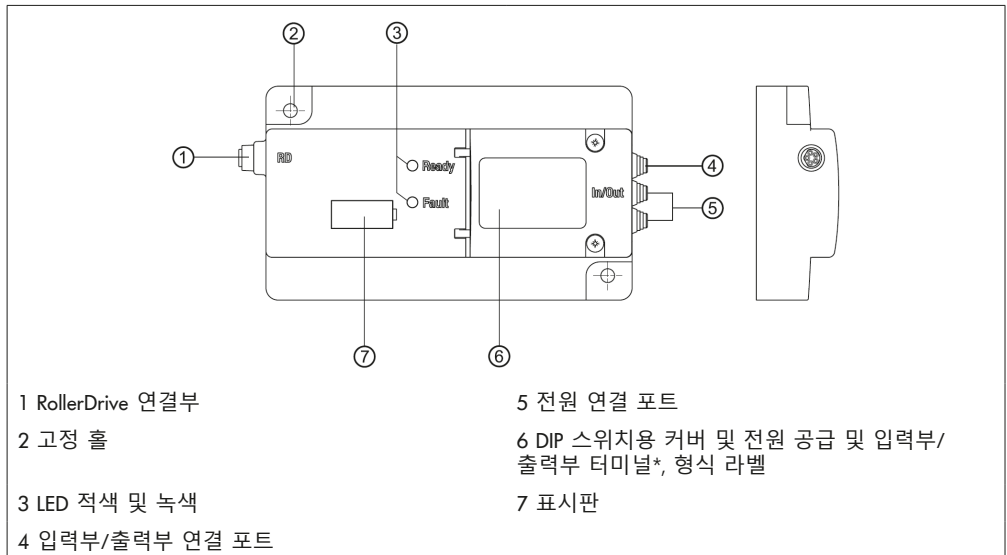 ② ③
① RD Ready ④
Fault In/Out ⑤
⑦ ⑥
1 RollerDrive 연결부
5 전원 연결 포트
2 고정 홀
6 DIP 스위치용 커버 및 전원 공급 및 입력부/
출력부 터미널*, 형식 라벨
3 LED 적색 및 녹색
7 표시판
4 입력부/출력부 연결 포트